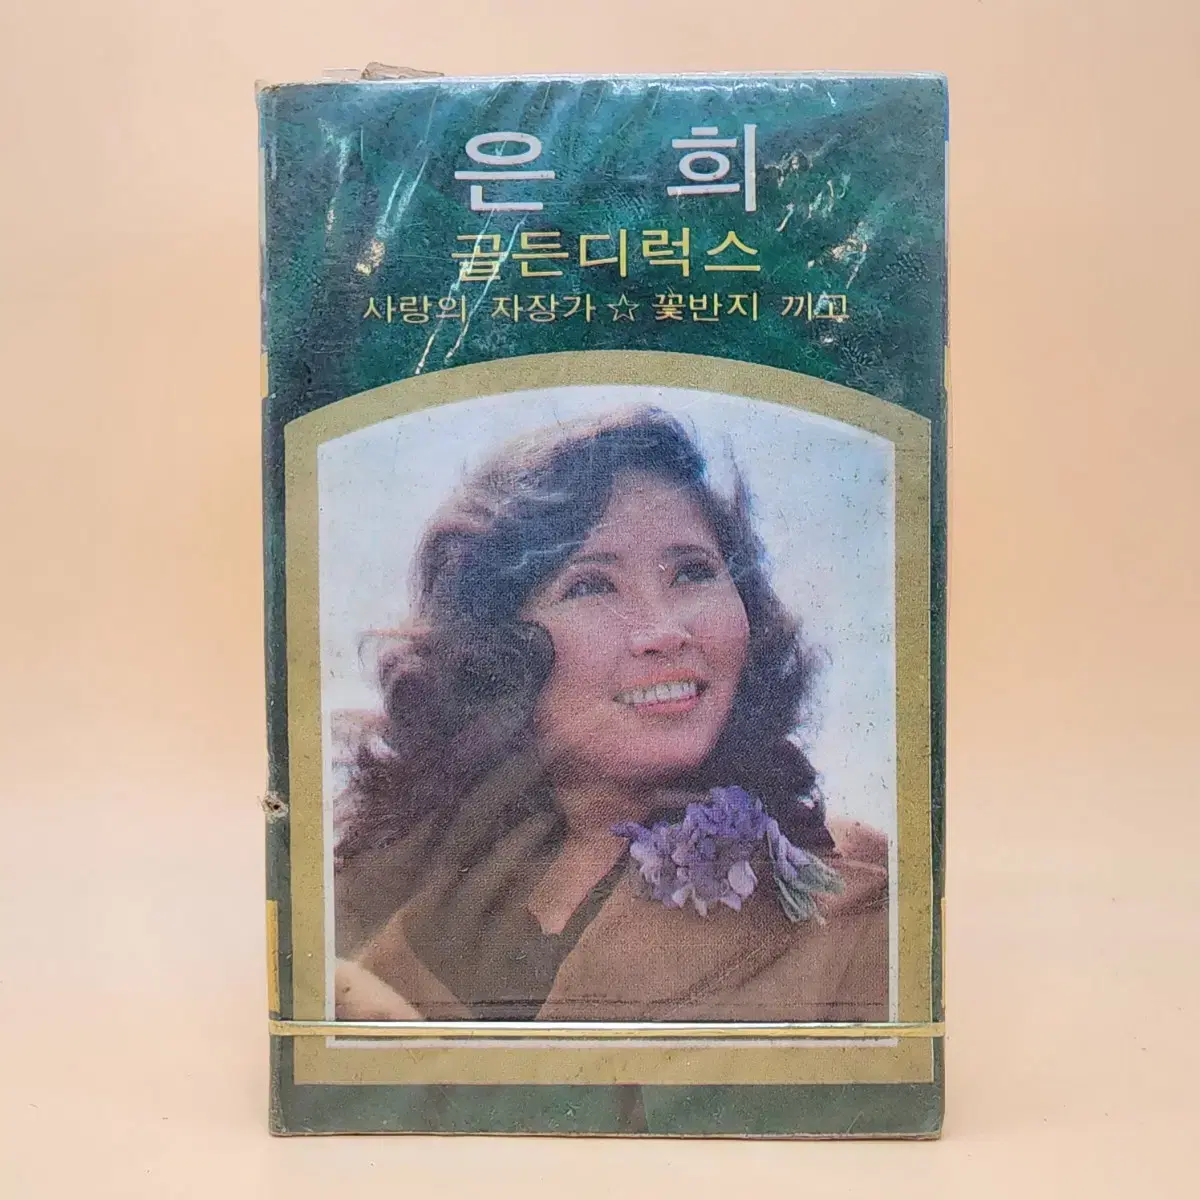 은 희
골든디럭스
사랑의 자장가 ☆ 꽃반지 끼고